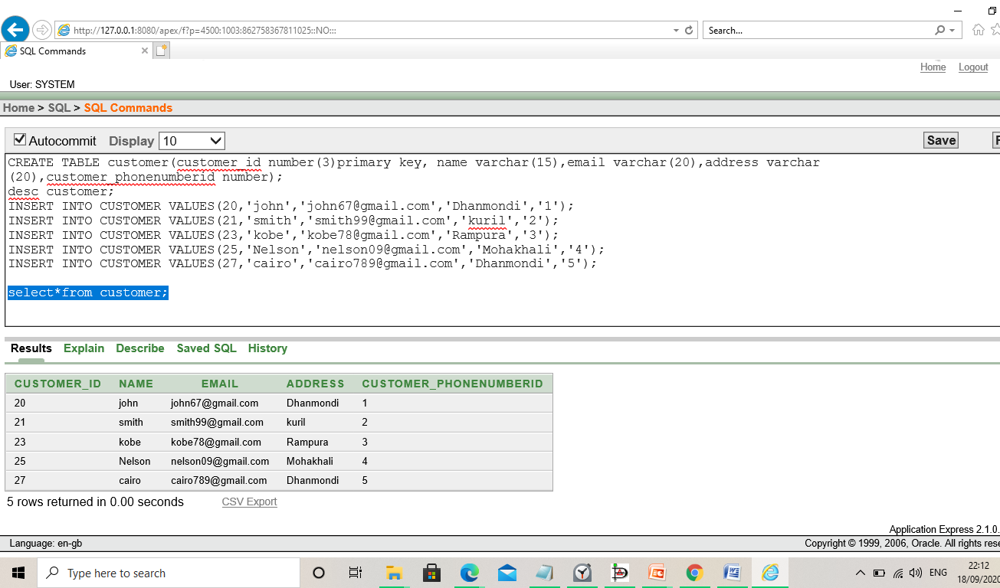 http://127.0.0.1:8080/apex/f?p=4500:1003:862758367811025::NO:::
Search...
SQL Commands
Home Logout
User: SYSTEM
Home > SQL > SQL Commands
Autocommit Display 10 Save
CREATE TABLE customer(customer_id number(3)primary key, name varchar(15),email varchar(20),address varchar
(20),customer_phonenumberid number);
desc customer;
INSERT INTO CUSTOMER VALUES(20,'john','john67@gmail.com','Dhanmondi','1');
INSERT INTO CUSTOMER VALUES(21,'smith','smith99@gmail.com','kuril','2');
INSERT INTO CUSTOMER VALUES(23,'kobe','kobe78@gmail.com','Rampura','3');
INSERT INTO CUSTOMER VALUES(25,'Nelson','nelson09@gmail.com','Mohakhali','4');
INSERT INTO CUSTOMER VALUES(27,'cairo','cairo789@gmail.com','Dhanmondi','5');
select*from customer;
Results Explain Describe Saved SQL History
CUSTOMER_ID NAME EMAIL ADDRESS CUSTOMER_PHONENUMBERID
20 john john67@gmail.com Dhanmondi 1
21 smith smith99@gmail.com kuril 2
23 kobe kobe78@gmail.com Rampura 3
25 Nelson nelson09@gmail.com Mohakhali 4
27 cairo cairo789@gmail.com Dhanmondi 5
5 rows returned in 0.00 seconds CSV Export
Application Express 2.1.0.
Language: en-gb Copyright © 1999, 2006, Oracle. All rights rese
Type here to search
ENG
22:12
18/09/2020